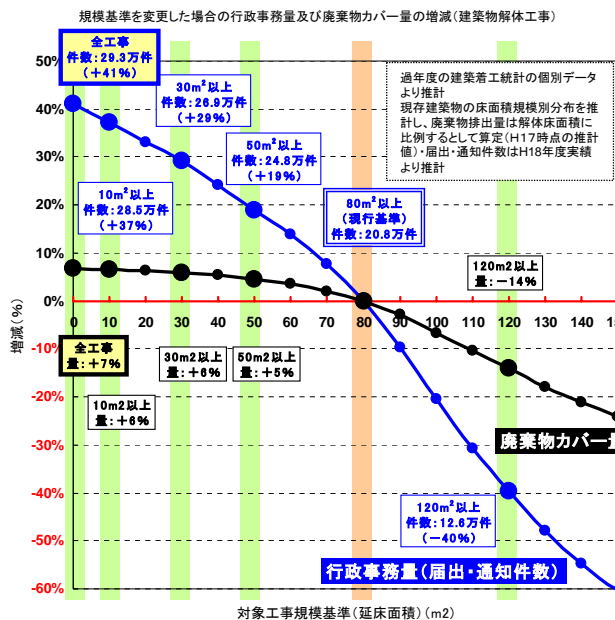 規模基準を変更した場合の行政事務量及び廃棄物カバー量の増減(建築物解体工事)
全工事
件数:29.3万件
(+41%)
30m²以上
件数:26.9万件
(+29%)
50m²以上
件数:24.8万件
(+19%)
過年度の建築着工統計の個別データ
より推計
現存建築物の床面積規模別分布を推
計し、廃棄物排出量は解体床面積に
比例するとして算定(H17時点の推計
値)・届出・通知件数はH18年度実績
より推計
10m²以上
件数:28.5万件
(+37%)
80m²以上
(現行基準)
件数:20.8万件
120m2以上
量:-14%
50%
40%
30%
20%
10%
0%
-10%
-20%
-30%
-40%
-50%
-60%
増減(%)
0 10 20 30 40 50 60 70 80 90 100 110 120 130 140 15
全工事
量:+7%
10m2以上
量:+6%
30m2以上
量:+6%
50m2以上
量:+5%
廃棄物カバー量
120m²以上
件数:12.6万件
(-40%)
行政事務量(届出・通知件数)
対象工事規模基準(延床面積)(m2)